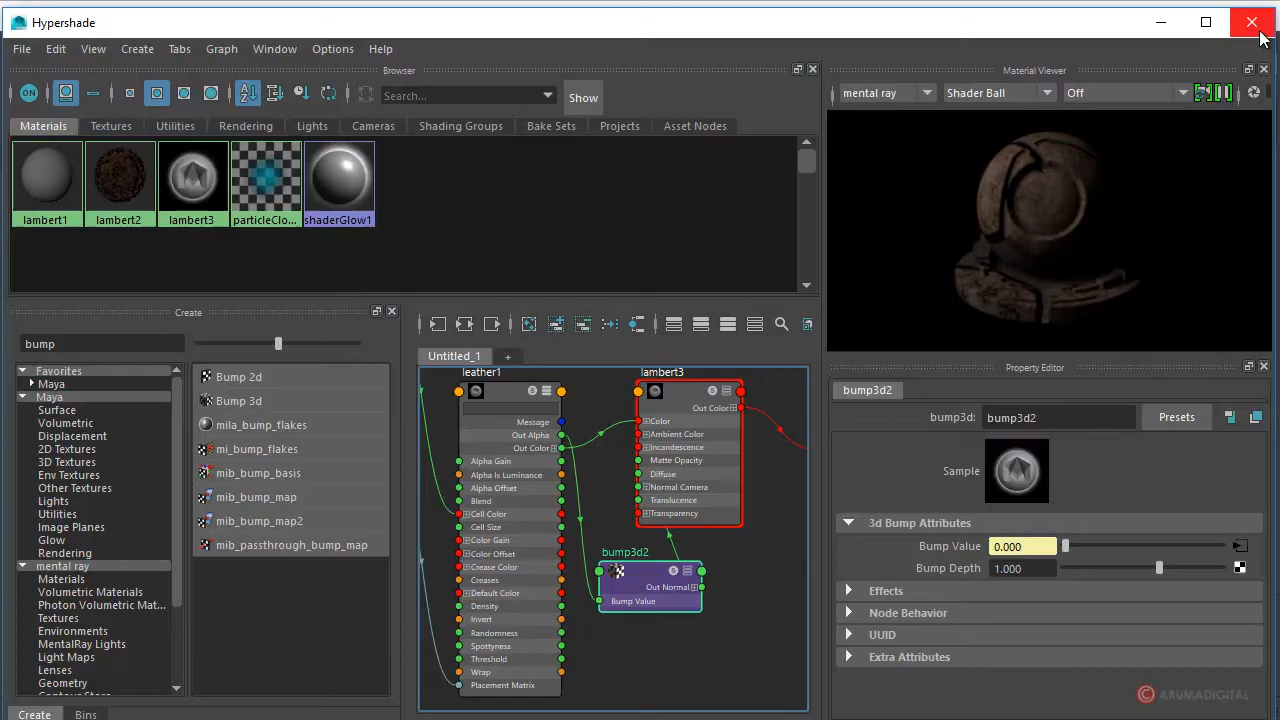 Hypershade
File Edit View Create Tabs Graph Window Options Help
Browser
ON Search... Show
Materials Textures Utilities Rendering Lights Cameras Shading Groups Bake Sets Projects Asset Nodes
lambert1 lambert2 lambert3 particleClo... shaderGlow1
Material Viewer
mental ray Shader Ball Off
Create
bump
Favorites
Maya
Maya
Surface
Volumetric
Displacement
2D Textures
3D Textures
Env Textures
Other Textures
Lights
Utilities
Image Planes
Glow
Rendering
mental ray
Materials
Volumetric Materials
Photon Volumetric Mat...
Textures
Environments
MentalRay Lights
Light Maps
Lenses
Geometry
Create Bins
Bump 2d
Bump 3d
mila_bump_flakes
mi_bump_flakes
mib_bump_basis
mib_bump_map
mib_bump_map2
mib_passthrough_bump_map
Untitled_1 +
leather1
Message
Out Alpha
Out Color
Alpha Gain
Alpha Is Luminance
Alpha Offset
Blend
Cell Color
Cell Size
Color Gain
Color Offset
Crease Color
Creases
Default Color
Density
Invert
Randomness
Spottyness
Threshold
Wrap
Placement Matrix
lambert3
Out Color
Color
Ambient Color
Incandescence
Matte Opacity
Diffuse
Normal Camera
Translucence
Transparency
bump3d2
Out Normal
Bump Value
Property Editor
bump3d2
bump3d: bump3d2 Presets
Sample
3d Bump Attributes
Bump Value 0.000
Bump Depth 1.000
Effects
Node Behavior
UUID
Extra Attributes
© ARUMADIGITAL